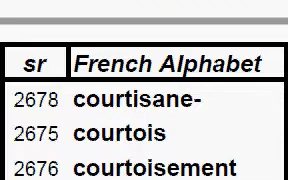 sr French Alphabet
2678 courtisane-
2675 courtois
2676 courtoisement